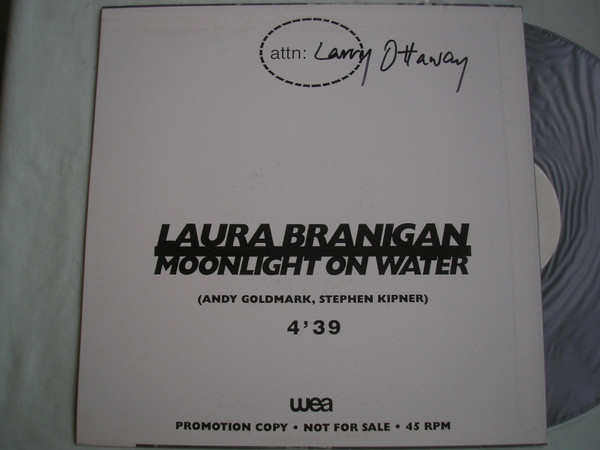 attn: Larry Ottaway
LAURA BRANIGAN
MOONLIGHT ON WATER
(ANDY GOLDMARK, STEPHEN KIPNER)
4'39
wea
PROMOTION COPY • NOT FOR SALE • 45 RPM